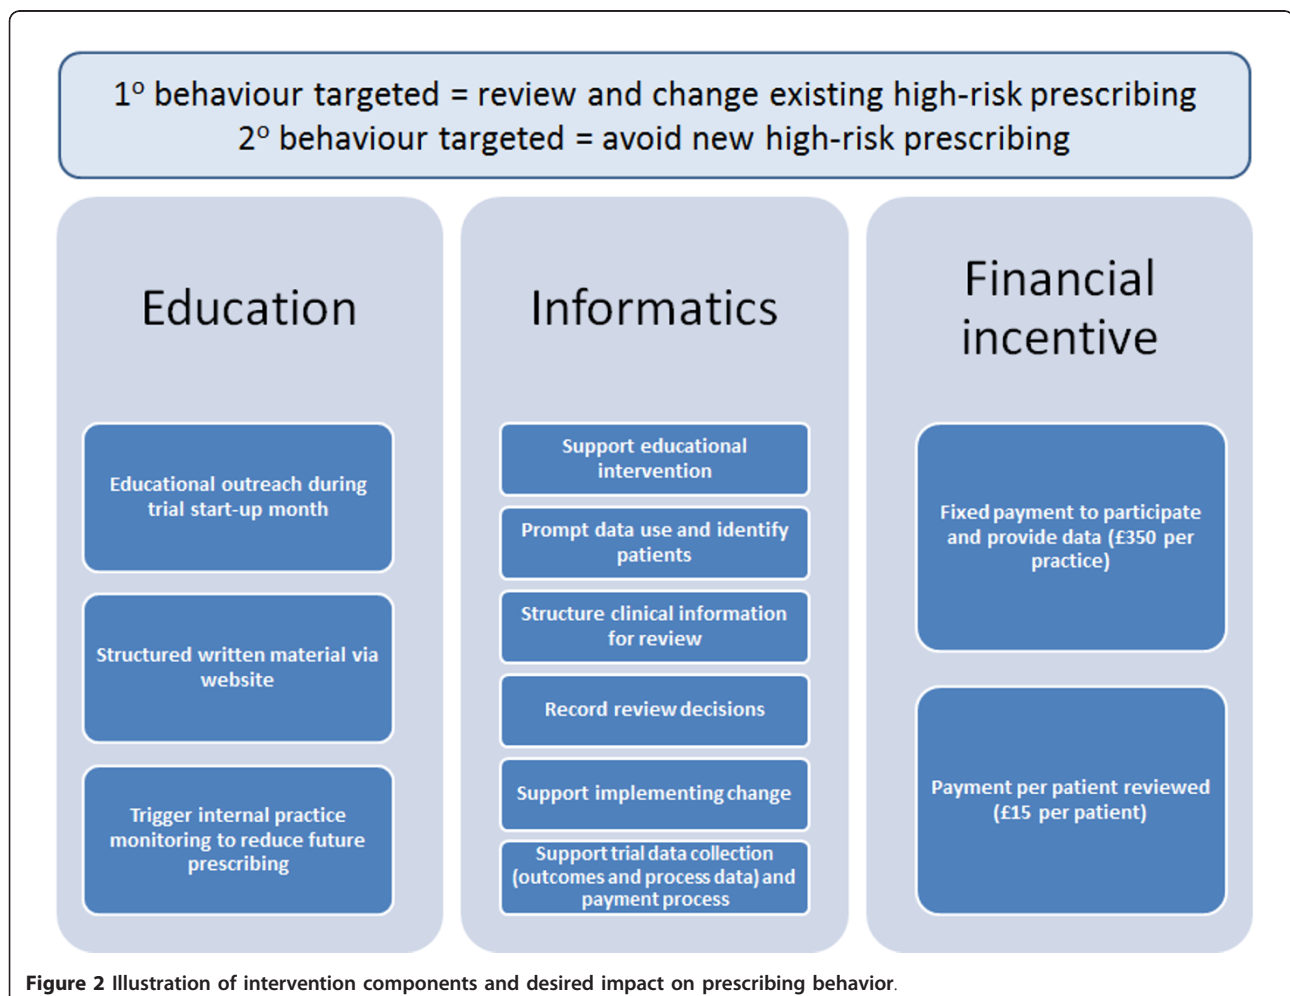 1º behaviour targeted = review and change existing high-risk prescribing
2º behaviour targeted = avoid new high-risk prescribing
Education
Educational outreach during
trial start-up month
Structured written material via
website
Trigger internal practice
monitoring to reduce future
prescribing
Informatics
Support educational
intervention
Prompt data use and identify
patients
Structure clinical information
for review
Record review decisions
Support implementing change
Support trial data collection
(outcomes and process data) and
payment process
Financial
incentive
Fixed payment to participate
and provide data (£350 per
practice)
Payment per patient reviewed
(£15 per patient)
Figure 2 Illustration of intervention components and desired impact on prescribing behavior.